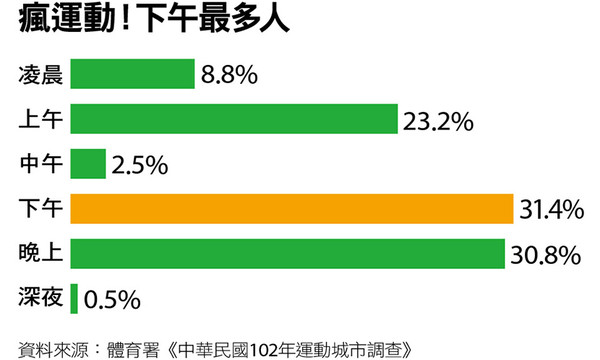 瘋運動！下午最多人
凌晨 8.8%
上午 23.2%
中午 2.5%
下午 31.4%
晚上 30.8%
深夜 0.5%
資料來源：體育署《中華民國102年運動城市調查》